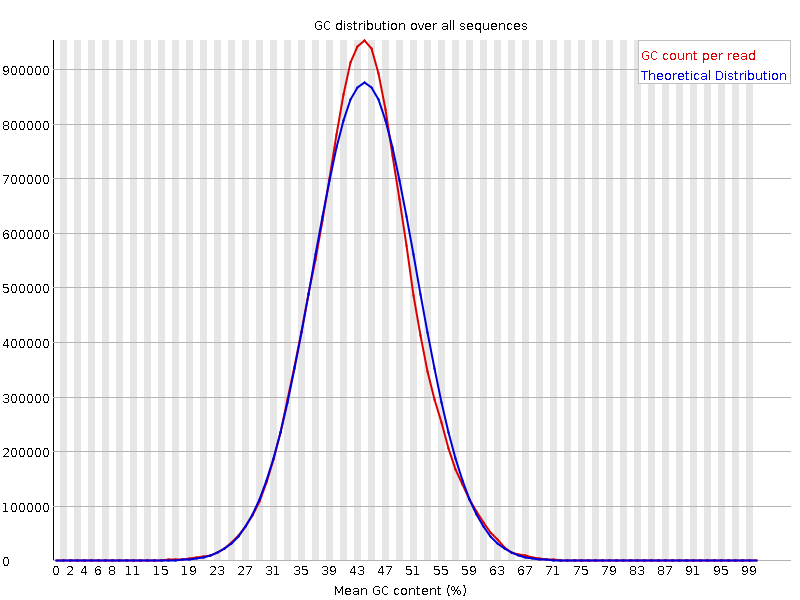 GC distribution over all sequences
GC count per read
Theoretical Distribution
900000
800000
700000
600000
500000
400000
300000
200000
100000
0
0 2 4 6 8 11 15 19 23 27 31 35 39 43 47 51 55 59 63 67 71 75 79 83 87 91 95 99
Mean GC content (%)